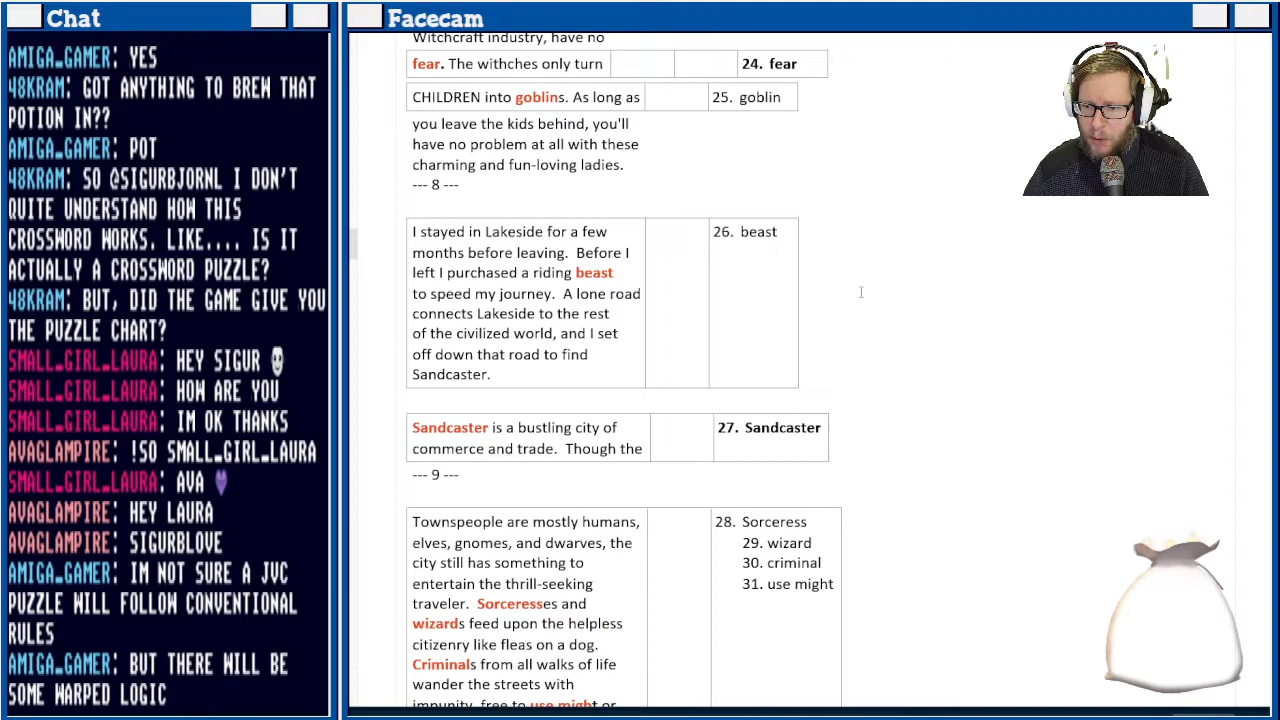 Chat
AMIGA_GAMER: YES
48KRAM: GOT ANYTHING TO BREW THAT
POTION IN??
AMIGA_GAMER: POT
48KRAM: SO @SIGURBJORNL I DON'T
QUITE UNDERSTAND HOW THIS
CROSSWORD WORKS. LIKE.... IS IT
ACTUALLY A CROSSWORD PUZZLE?
48KRAM: BUT, DID THE GAME GIVE YOU
THE PUZZLE CHART?
SMALL_GIRL_LAURA: HEY SIGUR
SMALL_GIRL_LAURA: HOW ARE YOU
SMALL_GIRL_LAURA: IM OK THANKS
AVAGLAMPIRE: !SO SMALL_GIRL_LAURA
SMALL_GIRL_LAURA: AVA
AVAGLAMPIRE: HEY LAURA
AVAGLAMPIRE: SIGURBLOVE
AMIGA_GAMER: IM NOT SURE A JVC
PUZZLE WILL FOLLOW CONVENTIONAL
RULES
AMIGA_GAMER: BUT THERE WILL BE
SOME WARPED LOGIC
Facecam
Witchcraft industry, have no
fear. The withches only turn
24. fear
CHILDREN into goblins. As long as
25. goblin
you leave the kids behind, you'll
have no problem at all with these
charming and fun-loving ladies.
--- 8 ---
I stayed in Lakeside for a few
months before leaving. Before I
left I purchased a riding beast
to speed my journey. A lone road
connects Lakeside to the rest
of the civilized world, and I set
off down that road to find
Sandcaster.
26. beast
Sandcaster is a bustling city of
commerce and trade. Though the
27. Sandcaster
--- 9 ---
Townspeople are mostly humans,
elves, gnomes, and dwarves, the
city still has something to
entertain the thrill-seeking
traveler. Sorceresses and
wizards feed upon the helpless
citizenry like fleas on a dog.
Criminals from all walks of life
wander the streets with
impunity, free to use might or
28. Sorceress
29. wizard
30. criminal
31. use might